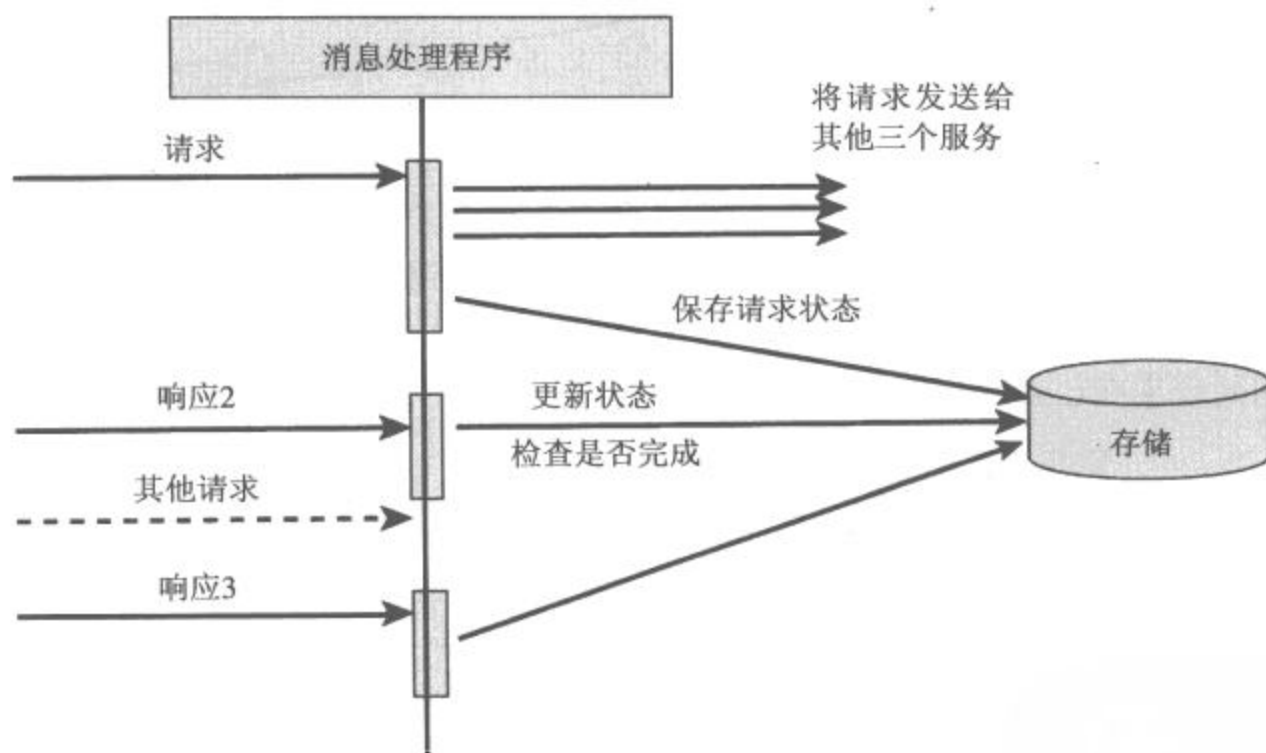 消息处理程序
将请求发送给
其他三个服务
请求
保存请求状态
响应2
更新状态
检查是否完成
存储
其他请求
响应3